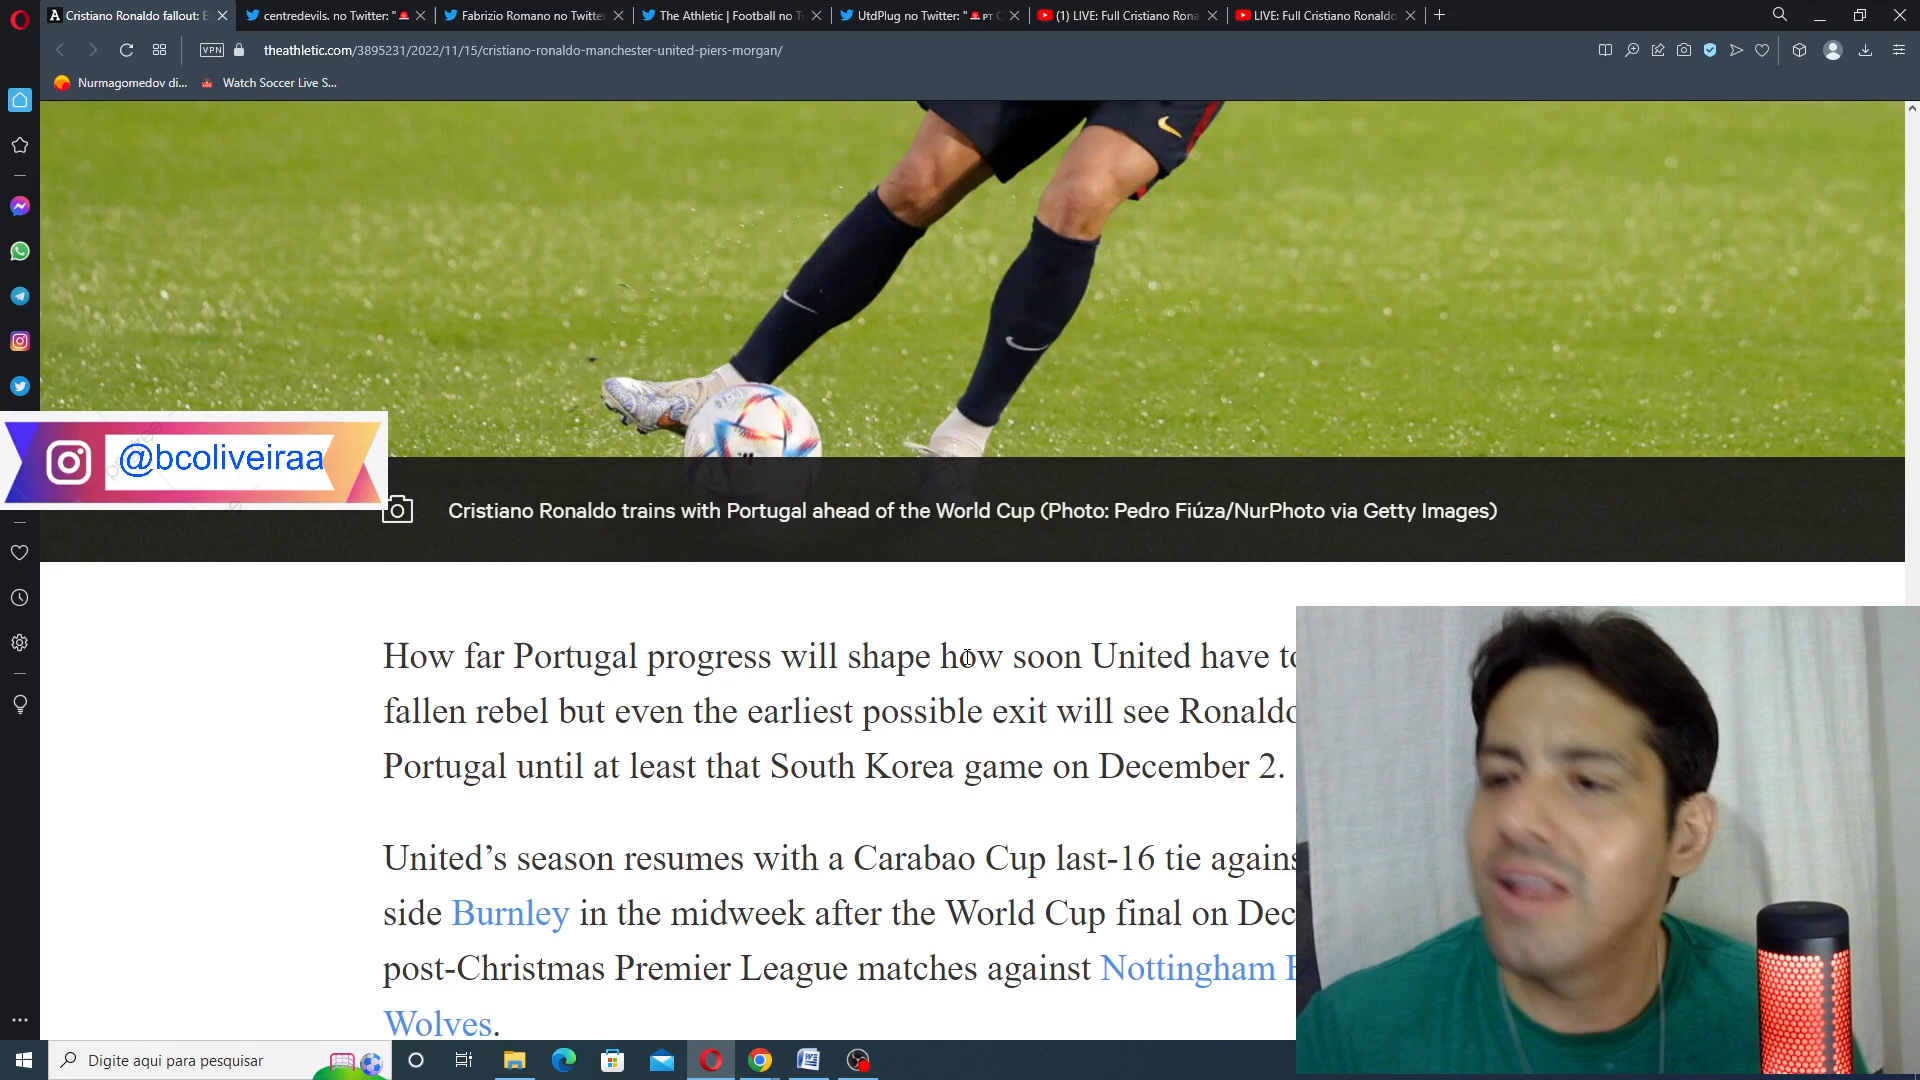 Cristiano Ronaldo fallout: E
centredevils. no Twitter: "
Fabrizio Romano no Twitte
The Athletic | Football no T
UtdPlug no Twitter: " PT
(1) LIVE: Full Cristiano Rona
LIVE: Full Cristiano Ronaldo
VPN
theathletic.com/3895231/2022/11/15/cristiano-ronaldo-manchester-united-piers-morgan/
Nurmagomedov di...
Watch Soccer Live S...
@bcoliveiraa
Cristiano Ronaldo trains with Portugal ahead of the World Cup (Photo: Pedro Fiúza/NurPhoto via Getty Images)
How far Portugal progress will shape how soon United have to
fallen rebel but even the earliest possible exit will see Ronaldo
Portugal until at least that South Korea game on December 2.
United’s season resumes with a Carabao Cup last-16 tie agains
side Burnley in the midweek after the World Cup final on Dec
post-Christmas Premier League matches against Nottingham F
Wolves.
Digite aqui para pesquisar